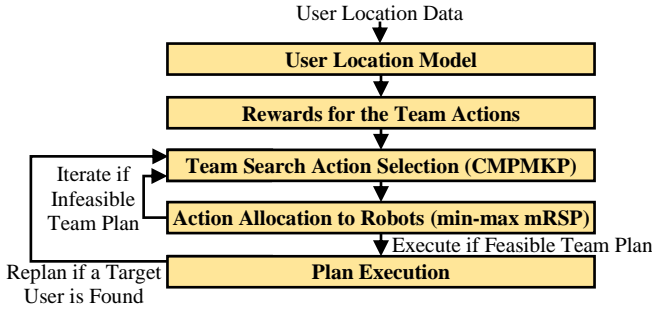 User Location Data
User Location Model
Rewards for the Team Actions
Team Search Action Selection (CMPMKP)
Iterate if
Infeasible
Team Plan
Action Allocation to Robots (min-max mRSP)
Execute if Feasible Team Plan
Plan Execution
Replan if a Target
User is Found